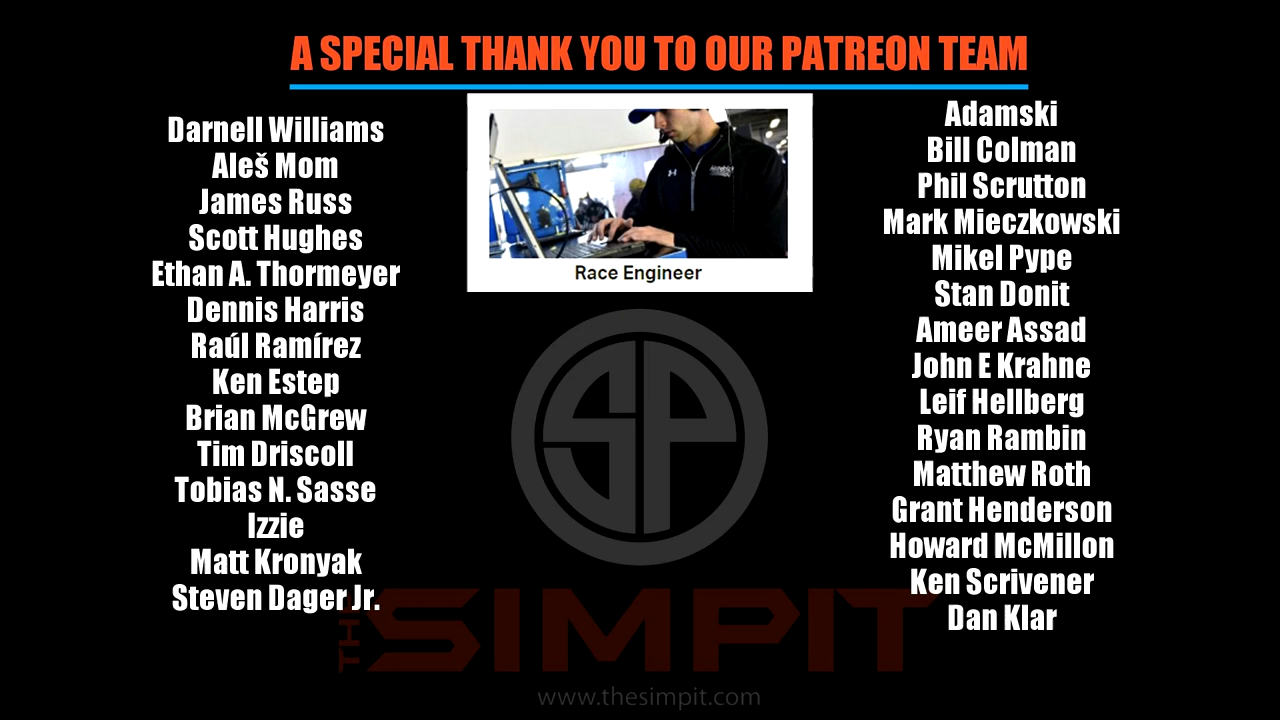 A SPECIAL THANK YOU TO OUR PATREON TEAM
Darnell Williams
Aleš Mom
James Russ
Scott Hughes
Ethan A. Thormeyer
Dennis Harris
Raúl Ramírez
Ken Estep
Brian McGrew
Tim Driscoll
Tobias N. Sasse
Izzie
Matt Kronyak
Steven Dager Jr.
Race Engineer
SP
Adamski
Bill Colman
Phil Scrutton
Mark Mieczkowski
Mikel Pype
Stan Donit
Ameer Assad
John E Krahne
Leif Hellberg
Ryan Rambin
Matthew Roth
Grant Henderson
Howard McMillon
Ken Scrivener
Dan Klar
THE SIMPIT
www.thesimpit.com